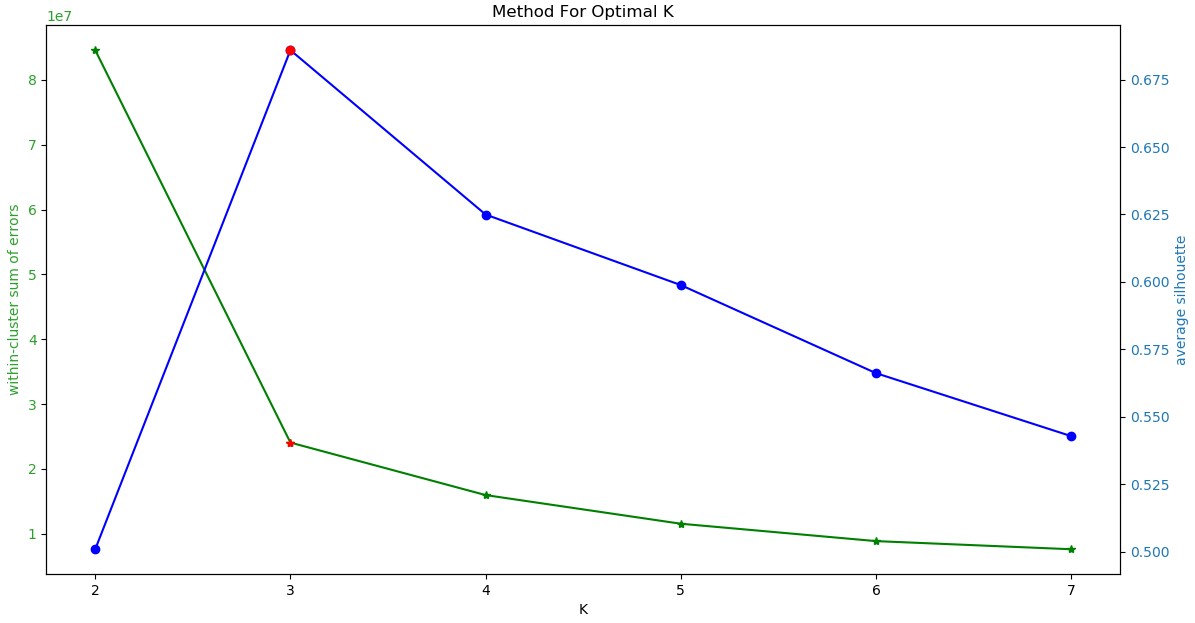 Method For Optimal K
1e7
8
7
6
5
4
3
2
1
within-cluster sum of errors
0.675
0.650
0.625
0.600
0.575
0.550
0.525
0.500
average silhouette
2 3 4 5 6 7
K